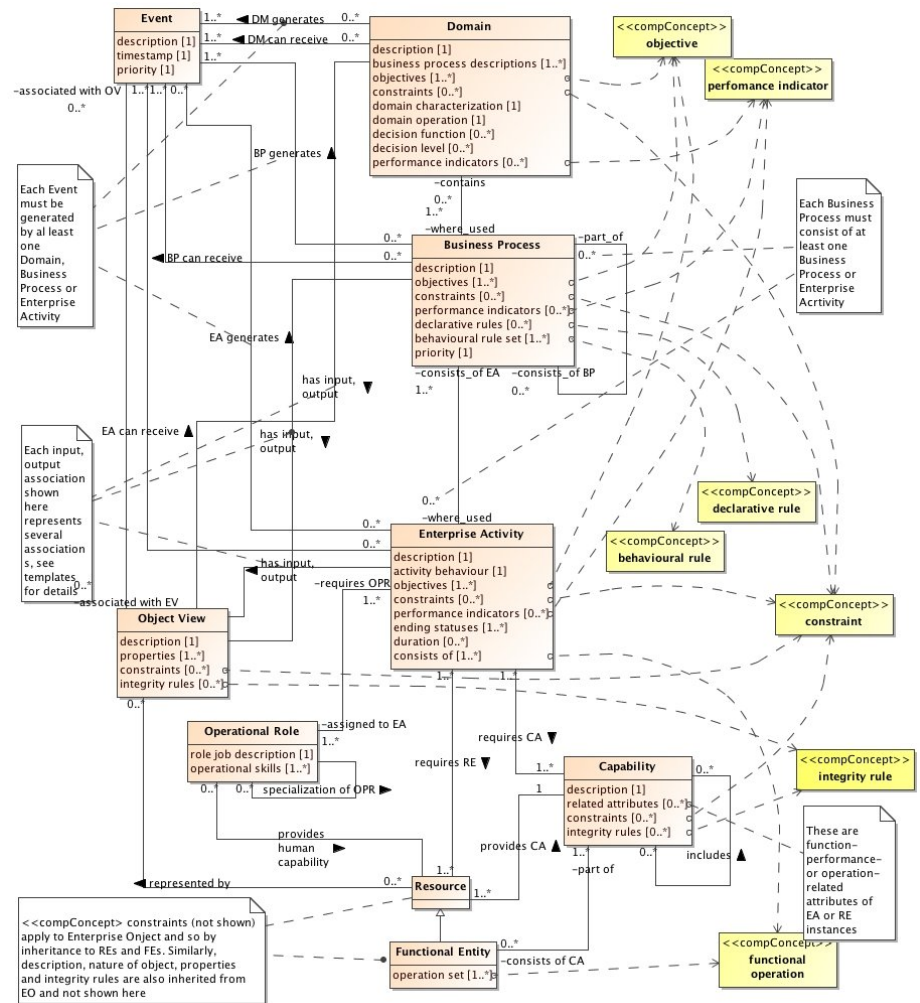 Event
description [1]
timestamp [1]
priority [1]
1..*
◄ DM generates
0..*
1..*
◄ DM can receive
0..*
1..*
Domain
description [1]
business process descriptions [1..*]
objectives [1..*]
constraints [0..*]
domain characterization [1]
domain operation [1]
decision function [0..*]
decision level [0..*]
performance indicators [0..*]
<<compConcept>>
objective
<<compConcept>>
perfomance indicator
-associated with OV
0..*
1..*
1..*
0..*
BP generates ▲
Each Event
must be
generated
by al least
one
Domain,
Business
Process or
Enterprise
Acrtivity
-contains
0..*
1..*
-where_used
0..*
◄ BP can receive
0..*
Business Process
description [1]
objectives [1..*]
constraints [0..*]
performance indicators [0..*]
declarative rules [0..*]
behavioural rule set [1..*]
priority [1]
-part_of
0..*
Each Business
Process must
consist of at
least one
Business
Process or
Enterprise
Acrtivity
-consists_of EA
1..*
-consists_of BP
0..*
EA generates ▲
has input,
output ▼
EA can receive ▲
has input,
output ▼
Each input,
output
association
shown
here
represents
several
association
s, see
templates
for details
0..*
-associated with EV
0..*
-where_used
0..*
0..*
Enterprise Activity
description [1]
activity behaviour [1]
objectives [1..*]
constraints [0..*]
performance indicators [0..*]
ending statuses [1..*]
duration [0..*]
consists of [1..*]
<<compConcept>>
declarative rule
<<compConcept>>
behavioural rule
<<compConcept>>
constraint
◄ has input,
output
-requires OPR
1..*
Object View
description [1]
properties [1..*]
constraints [0..*]
integrity rules [0..*]
0..*
1..*
1..*
Operational Role
role job description [1]
operational skills [1..*]
-assigned to EA
1..*
0..*
0..*
specialization of OPR ►
requires CA ▼
requires RE ▼
1..*
1
Capability
description [1]
related attributes [0..*]
constraints [0..*]
integrity rules [0..*]
0..*
<<compConcept>>
integrity rule
provides
human
capability ►
provides CA ▲
1..*
-part of
0..*
includes ▲
These are
function-
performance-
or operation-
related
attributes of
EA or RE
instances
◄ represented by
0..*
1..*
Resource
1..*
<<compConcept> constraints (not shown)
apply to Enterprise Onject and so by
inheritance to REs and FEs. Similarly,
description, nature of object, properties
and integrity rules are also inherited from
EO and not shown here
Functional Entity
operation set [1..*]
0..*
-consists of CA
<<compConcept>>
functional
operation